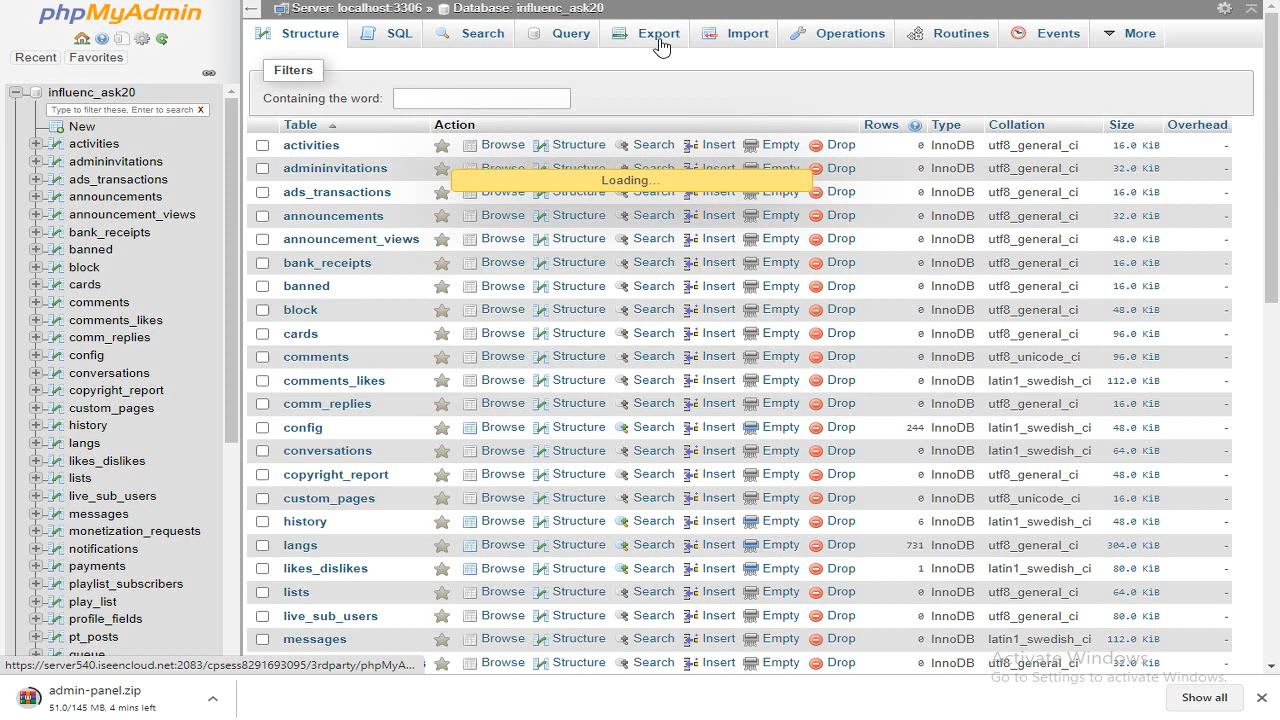 phpMyAdmin
Recent Favorites
influenc_ask20
Type to filter these, Enter to search X
New
activities
admininvitations
ads_transactions
announcements
announcement_views
bank_receipts
banned
block
cards
comments
comments_likes
comm_replies
config
conversations
copyright_report
custom_pages
history
langs
likes_dislikes
lists
live_sub_users
messages
monetization_requests
notifications
payments
playlist_subscribers
play_list
profile_fields
pt_posts
queue
Server: localhost:3306 » Database: influenc_ask20
Structure SQL Search Query Export Import Operations Routines Events More
Filters
Containing the word:
Table Action Rows Type Collation Size Overhead
activities Browse Structure Search Insert Empty Drop 0 InnoDB utf8_general_ci 16.0 KiB -
admininvitations Browse Structure Search Insert Empty Drop 0 InnoDB utf8_general_ci 32.0 KiB -
Loading...
ads_transactions Browse Structure Search Insert Empty Drop 0 InnoDB utf8_general_ci 16.0 KiB -
announcements Browse Structure Search Insert Empty Drop 0 InnoDB utf8_general_ci 32.0 KiB -
announcement_views Browse Structure Search Insert Empty Drop 0 InnoDB utf8_general_ci 48.0 KiB -
bank_receipts Browse Structure Search Insert Empty Drop 0 InnoDB utf8_general_ci 16.0 KiB -
banned Browse Structure Search Insert Empty Drop 0 InnoDB utf8_general_ci 16.0 KiB -
block Browse Structure Search Insert Empty Drop 0 InnoDB utf8_general_ci 48.0 KiB -
cards Browse Structure Search Insert Empty Drop 0 InnoDB utf8_general_ci 96.0 KiB -
comments Browse Structure Search Insert Empty Drop 0 InnoDB utf8_unicode_ci 96.0 KiB -
comments_likes Browse Structure Search Insert Empty Drop 0 InnoDB latin1_swedish_ci 112.0 KiB -
comm_replies Browse Structure Search Insert Empty Drop 0 InnoDB utf8_general_ci 80.0 KiB -
config Browse Structure Search Insert Empty Drop 244 InnoDB latin1_swedish_ci 48.0 KiB -
conversations Browse Structure Search Insert Empty Drop 0 InnoDB latin1_swedish_ci 64.0 KiB -
copyright_report Browse Structure Search Insert Empty Drop 0 InnoDB utf8_general_ci 48.0 KiB -
custom_pages Browse Structure Search Insert Empty Drop 0 InnoDB utf8_unicode_ci 16.0 KiB -
history Browse Structure Search Insert Empty Drop 6 InnoDB latin1_swedish_ci 48.0 KiB -
langs Browse Structure Search Insert Empty Drop 731 InnoDB utf8_general_ci 304.0 KiB -
likes_dislikes Browse Structure Search Insert Empty Drop 1 InnoDB latin1_swedish_ci 80.0 KiB -
lists Browse Structure Search Insert Empty Drop 0 InnoDB utf8_general_ci 64.0 KiB -
live_sub_users Browse Structure Search Insert Empty Drop 0 InnoDB utf8_general_ci 80.0 KiB -
messages Browse Structure Search Insert Empty Drop 0 InnoDB latin1_swedish_ci 112.0 KiB -
Browse Structure Search Insert Empty Drop 0 InnoDB utf8_general_ci 64.0 KiB -
https://server540.iseencloud.net:2083/cpsess8291693095/3rdparty/phpMyA...
Activate Windows
Go to Settings to activate Windows.
admin-panel.zip
51.0/145 MB, 4 mins left
Show all